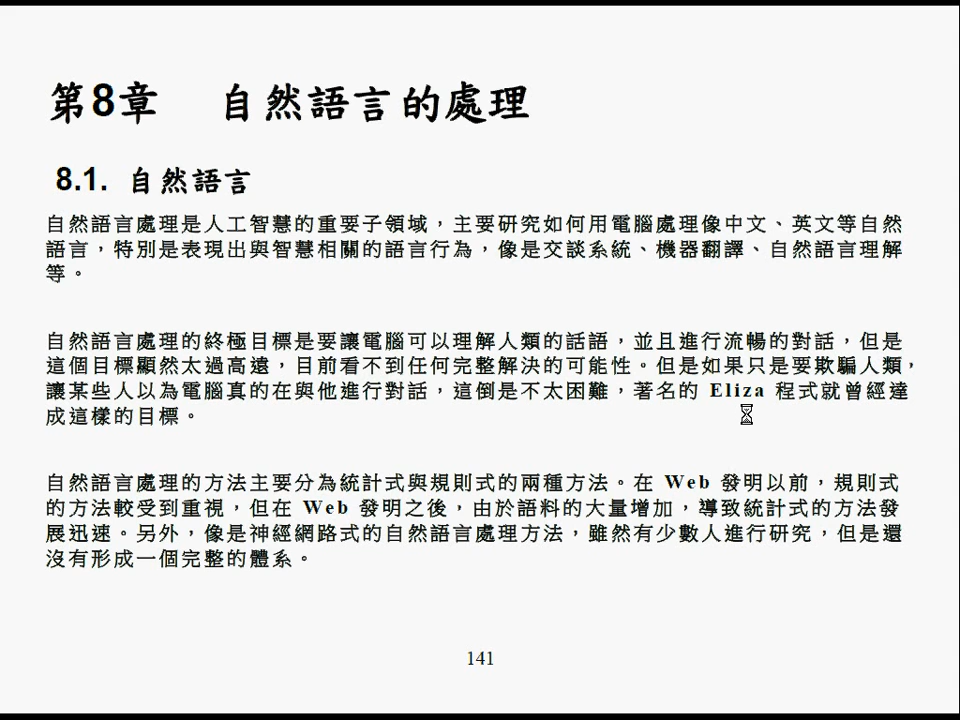 第8章 自然語言的處理
8.1. 自然語言
自然語言處理是人工智慧的重要子領域，主要研究如何用電腦處理像中文、英文等自然
語言，特別是表現出與智慧相關的語言行為，像是交談系統、機器翻譯、自然語言理解
等。
自然語言處理的終極目標是要讓電腦可以理解人類的話語，並且進行流暢的對話，但是
這個目標顯然太過高遠，目前看不到任何完整解決的可能性。但是如果只是要欺騙人類，
讓某些人以為電腦真的在與他進行對話，這倒是不太困難，著名的 Eliza 程式就曾經達
成這樣的目標。
自然語言處理的方法主要分為統計式與規則式的兩種方法。在 Web 發明以前，規則式
的方法較受到重視，但在 Web 發明之後，由於語料的大量增加，導致統計式的方法發
展迅速。另外，像是神經網路式的自然語言處理方法，雖然有少數人進行研究，但是還
沒有形成一個完整的體系。
141